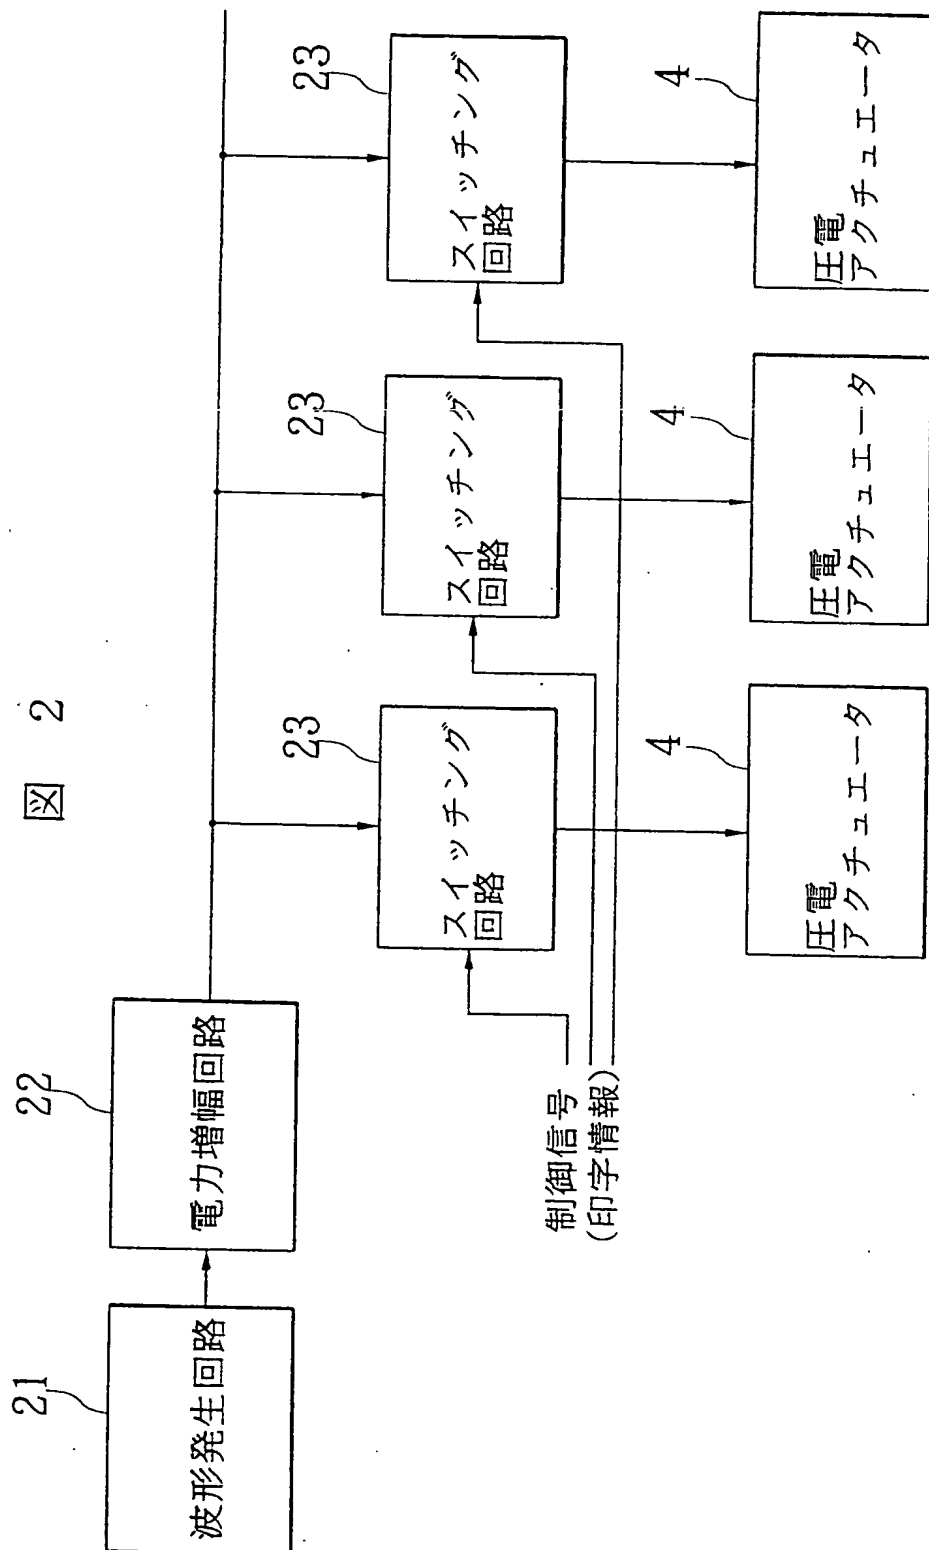 図 2
21
波形発生回路
22
電力増幅回路
23
スイッチング
回路
23
スイッチング
回路
23
スイッチング
回路
制御信号
(印字情報)
4
圧電
アクチュエータ
4
圧電
アクチュエータ
4
圧電
アクチュエータ